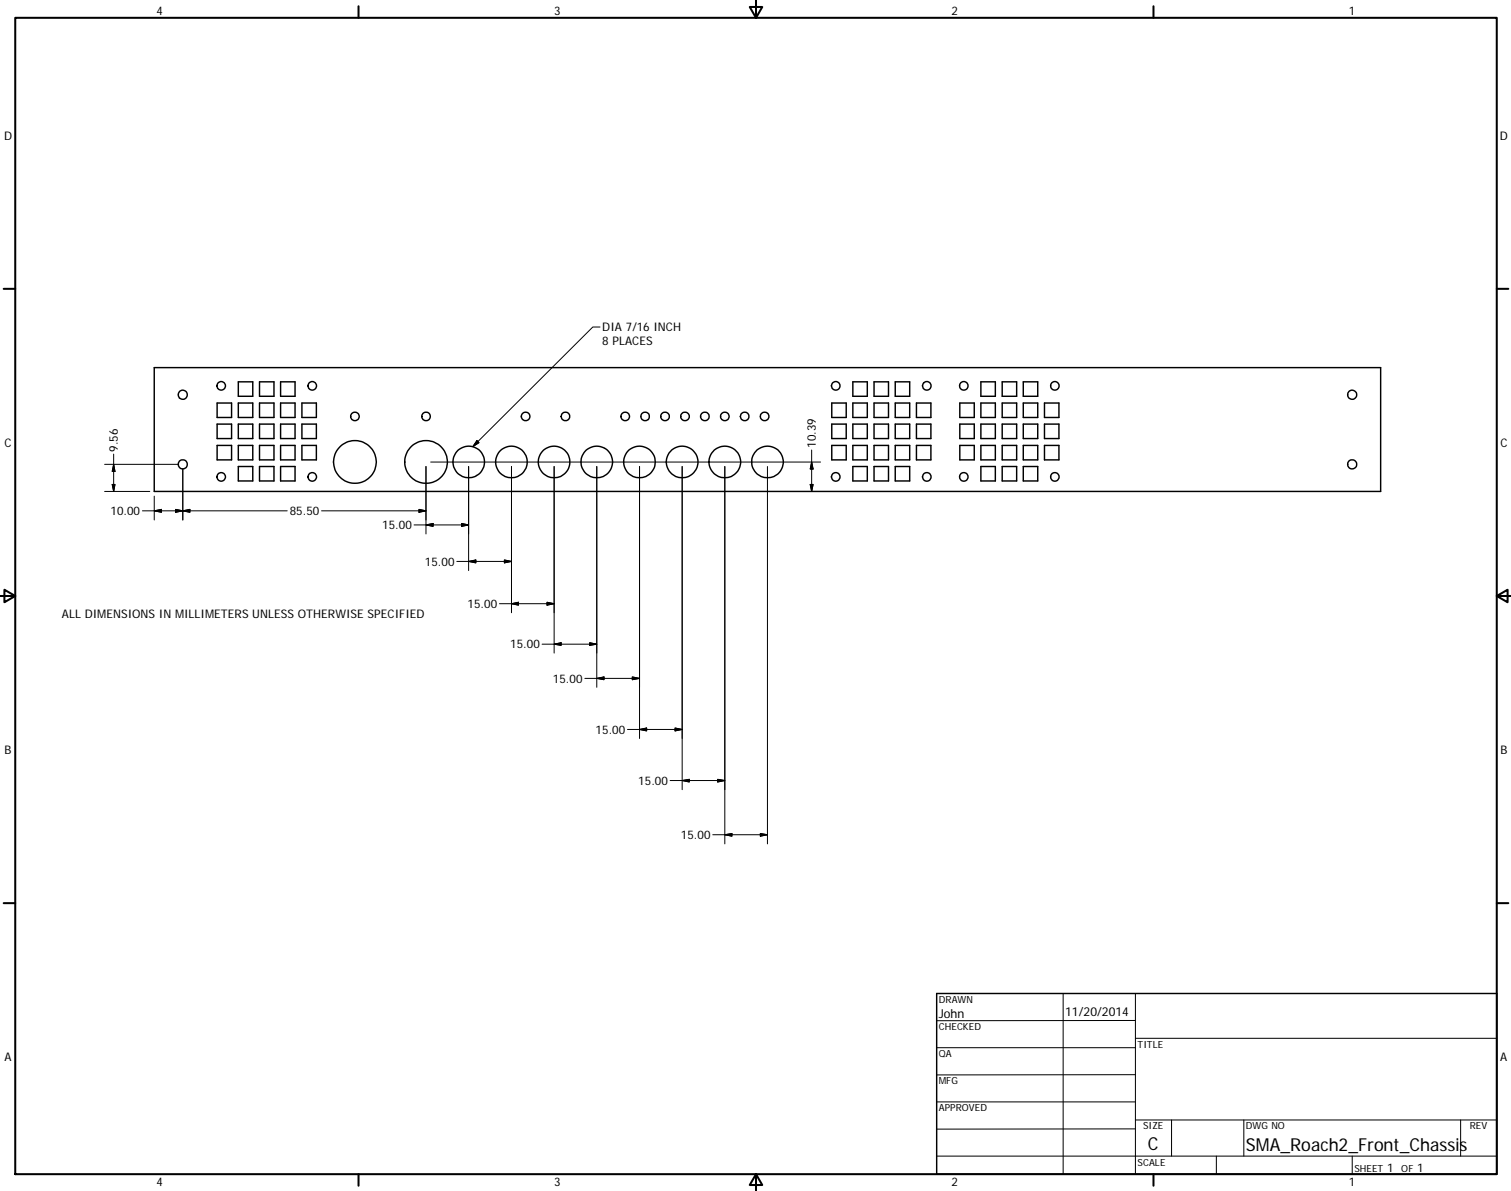 4 3 2 1
D D
DIA 7/16 INCH
8 PLACES
9.56
10.39
C C
10.00
85.50
15.00
15.00
15.00
15.00
15.00
15.00
15.00
15.00
ALL DIMENSIONS IN MILLIMETERS UNLESS OTHERWISE SPECIFIED
B B
A A
DRAWN
John
11/20/2014
CHECKED
QA
MFG
APPROVED
TITLE
SIZE
C
DWG NO
SMA_Roach2_Front_Chassis
REV
SCALE
SHEET 1 OF 1
4 3 2 1